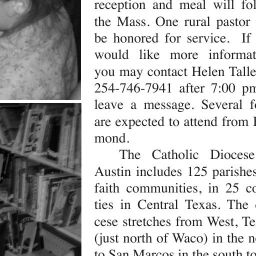 reception and meal will fol
the Mass. One rural pastor
be honored for service. If
would like more informat
you may contact Helen Talle
254-746-7941 after 7:00 pm
leave a message. Several f
are expected to attend from
mond.
The Catholic Diocese
Austin includes 125 parishes
faith communities, in 25 co
ties in Central Texas. The
cese stretches from West, Te
(just north of Waco) in the n
to San Marcos in the south to